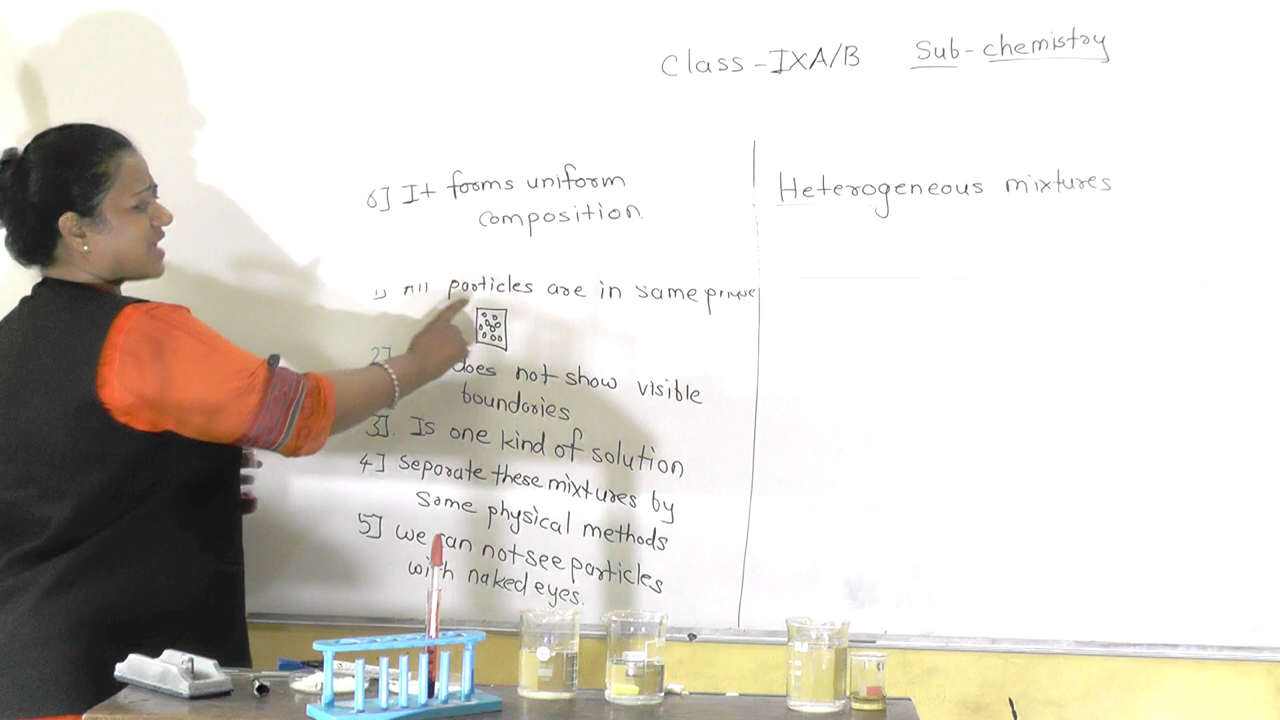 Class - IXA/B Sub - chemistry
6] It forms uniform
composition.
1] All particles are in same phase
2] does not show visible
boundories
3]. Is one kind of solution
4] Separate these mixtures by
some physical methods
5] we can not see particles
with naked eyes.
Heterogeneous mixtures